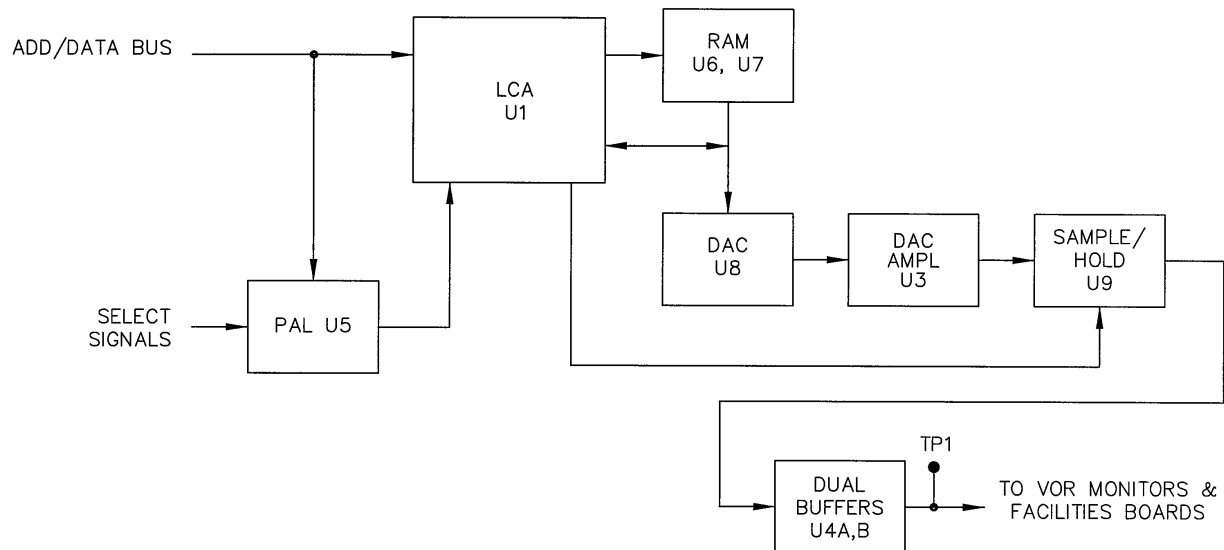 ADD/DATA BUS
LCA
U1
RAM
U6, U7
DAC
U8
DAC
AMPL
U3
SAMPLE/
HOLD
U9
SELECT
SIGNALS
PAL U5
TP1
DUAL
BUFFERS
U4A,B
TO VOR MONITORS &
FACILITIES BOARDS